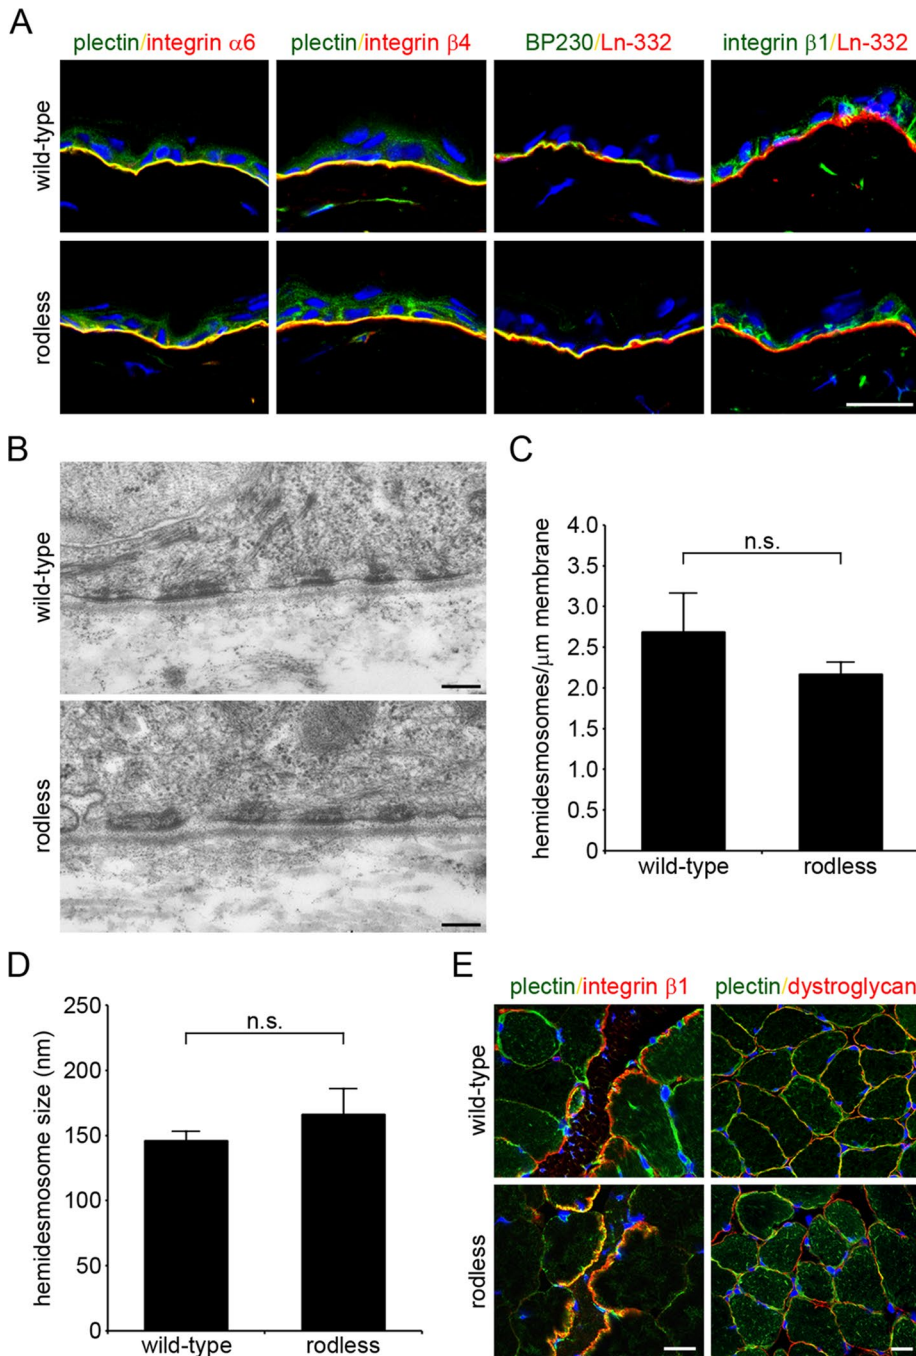 A
plectin/integrin α6
plectin/integrin β4
BP230/Ln-332
integrin β1/Ln-332
wild-type
rodless
B
wild-type
rodless
C
hemidesmosomes/μm membrane
4.0
3.5
3.0
2.5
2.0
1.5
1.0
0.5
0
n.s.
wild-type
rodless
D
hemidesmosome size (nm)
250
200
150
100
50
0
n.s.
wild-type
rodless
E
plectin/integrin β1
plectin/dystroglycan
wild-type
rodless